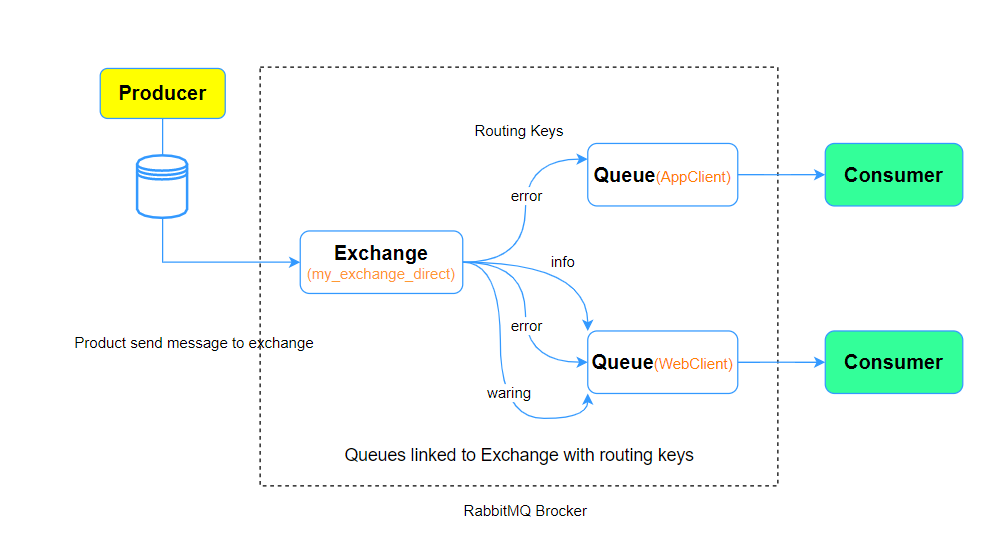 Producer
Routing Keys
Queue(AppClient)
Consumer
error
Exchange
(my_exchange_direct)
info
error
Product send message to exchange
Queue(WebClient)
Consumer
waring
Queues linked to Exchange with routing keys
RabbitMQ Brocker